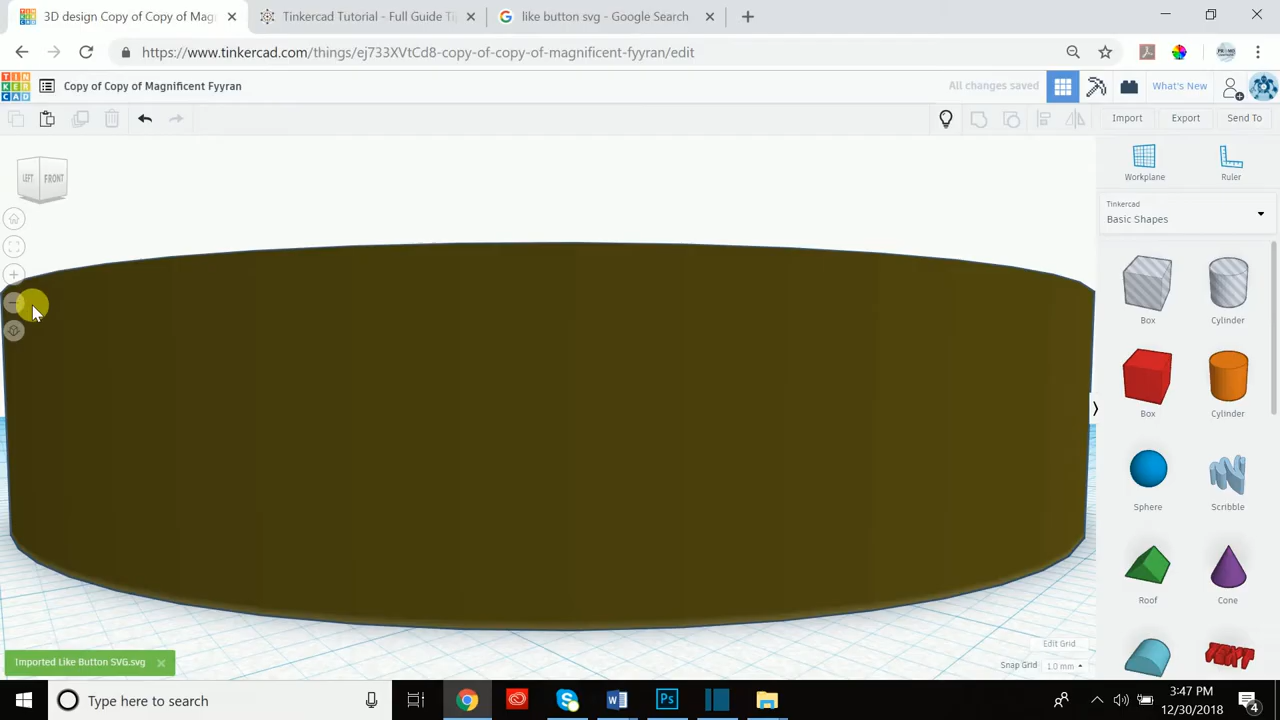 3D design Copy of Copy of Mag
Tinkercad Tutorial - Full Guide T
like button svg - Google Search
https://www.tinkercad.com/things/ej733XVtCd8-copy-of-copy-of-magnificent-fyyran/edit
TIN
KER
CAD
Copy of Copy of Magnificent Fyyran
All changes saved
What's New
Import
Export
Send To
LEFT
FRONT
Workplane
Ruler
Tinkercad
Basic Shapes
Box
Cylinder
Box
Cylinder
Sphere
Scribble
Roof
Cone
TEXT
Edit Grid
Snap Grid
1.0 mm
Imported Like Button SVG.svg
Type here to search
3:47 PM
12/30/2018
4